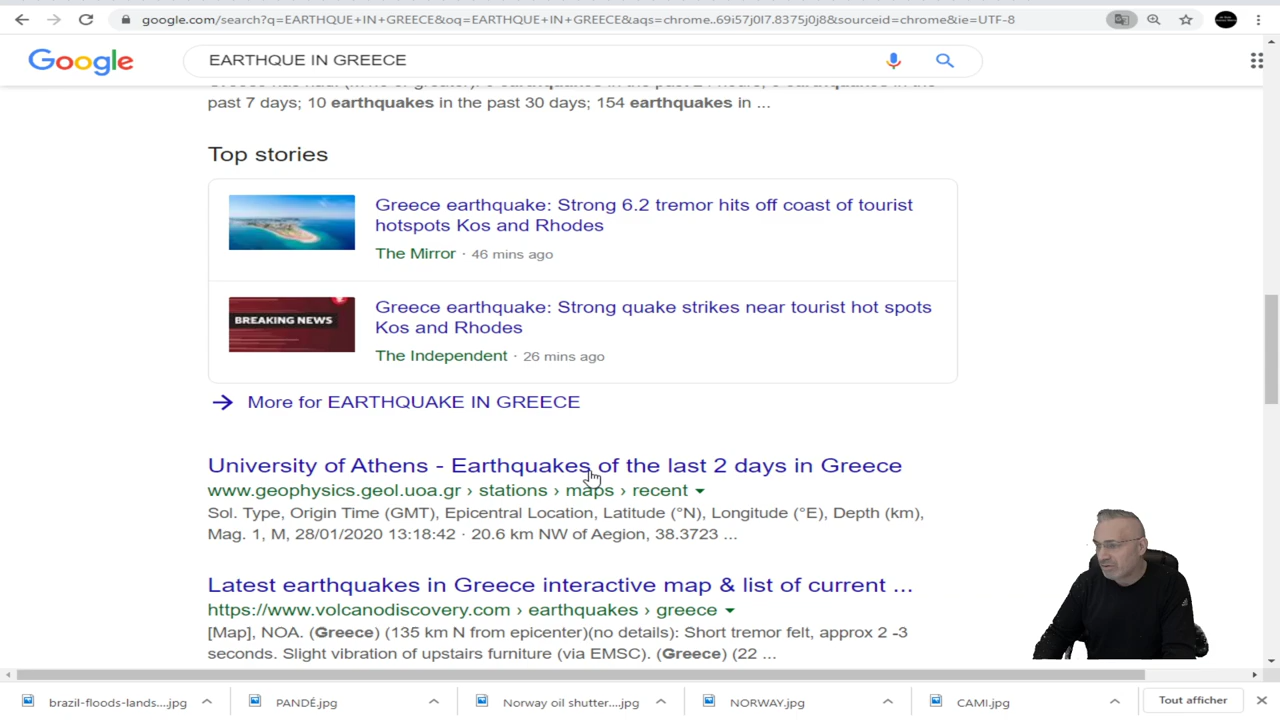 google.com/search?q=EARTHQUE+IN+GREECE&oq=EARTHQUE+IN+GREECE&aqs=chrome..69i57j0l7.8375j0j8&sourceid=chrome&ie=UTF-8
Google
EARTHQUE IN GREECE
past 7 days; 10 earthquakes in the past 30 days; 154 earthquakes in ...
Top stories
Greece earthquake: Strong 6.2 tremor hits off coast of tourist
hotspots Kos and Rhodes
The Mirror · 46 mins ago
BREAKING NEWS
Greece earthquake: Strong quake strikes near tourist hot spots
Kos and Rhodes
The Independent · 26 mins ago
More for EARTHQUAKE IN GREECE
University of Athens - Earthquakes of the last 2 days in Greece
www.geophysics.geol.uoa.gr › stations › maps › recent
Sol. Type, Origin Time (GMT), Epicentral Location, Latitude (°N), Longitude (°E), Depth (km),
Mag. 1, M, 28/01/2020 13:18:42 · 20.6 km NW of Aegion, 38.3723 ...
Latest earthquakes in Greece interactive map & list of current ...
https://www.volcanodiscovery.com › earthquakes › greece
[Map], NOA. (Greece) (135 km N from epicenter)(no details): Short tremor felt, approx 2 -3
seconds. Slight vibration of upstairs furniture (via EMSC). (Greece) (22 ...
brazil-floods-lands....jpg
PANDÉ.jpg
Norway oil shutter....jpg
NORWAY.jpg
CAMI.jpg
Tout afficher